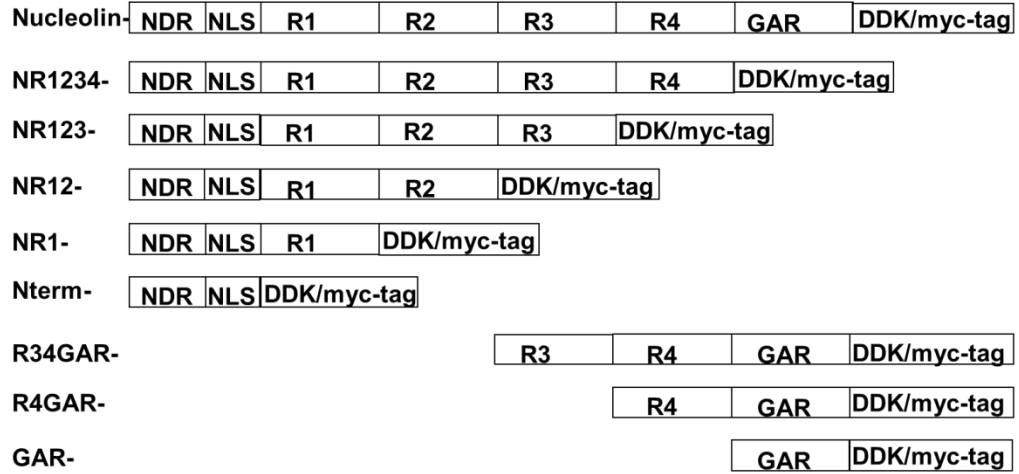 Nucleolin- NDR NLS R1 R2 R3 R4 GAR DDK/myc-tag
NR1234- NDR NLS R1 R2 R3 R4 DDK/myc-tag
NR123- NDR NLS R1 R2 R3 DDK/myc-tag
NR12- NDR NLS R1 R2 DDK/myc-tag
NR1- NDR NLS R1 DDK/myc-tag
Nterm- NDR NLS DDK/myc-tag
R34GAR- R3 R4 GAR DDK/myc-tag
R4GAR- R4 GAR DDK/myc-tag
GAR- GAR DDK/myc-tag